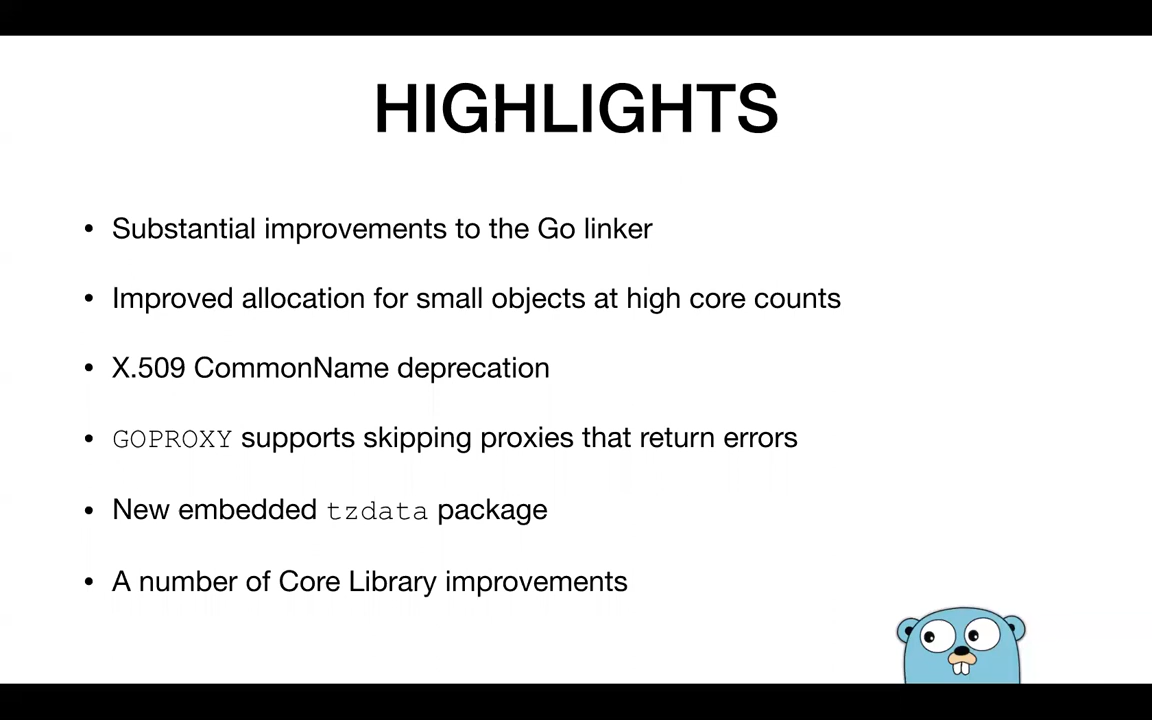 HIGHLIGHTS
• Substantial improvements to the Go linker
• Improved allocation for small objects at high core counts
• X.509 CommonName deprecation
• GOPROXY supports skipping proxies that return errors
• New embedded tzdata package
• A number of Core Library improvements